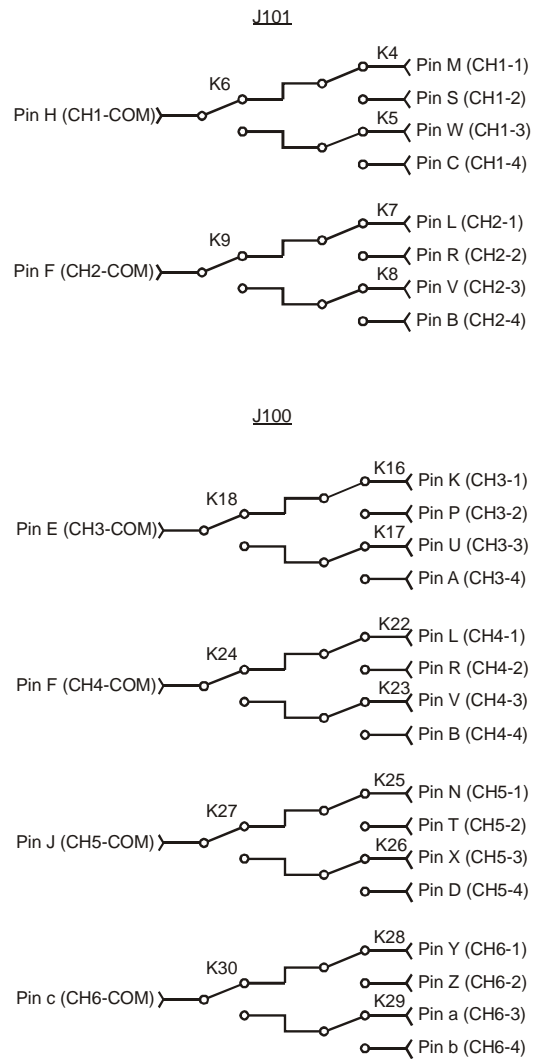 J101
K4
Pin M (CH1-1)
K6
Pin S (CH1-2)
Pin H (CH1-COM)
K5
Pin W (CH1-3)
Pin C (CH1-4)
K7
Pin L (CH2-1)
K9
Pin R (CH2-2)
Pin F (CH2-COM)
K8
Pin V (CH2-3)
Pin B (CH2-4)
J100
K16
Pin K (CH3-1)
K18
Pin P (CH3-2)
Pin E (CH3-COM)
K17
Pin U (CH3-3)
Pin A (CH3-4)
K22
Pin L (CH4-1)
K24
Pin R (CH4-2)
Pin F (CH4-COM)
K23
Pin V (CH4-3)
Pin B (CH4-4)
K25
Pin N (CH5-1)
K27
Pin T (CH5-2)
Pin J (CH5-COM)
K26
Pin X (CH5-3)
Pin D (CH5-4)
K28
Pin Y (CH6-1)
K30
Pin Z (CH6-2)
Pin c (CH6-COM)
K29
Pin a (CH6-3)
Pin b (CH6-4)